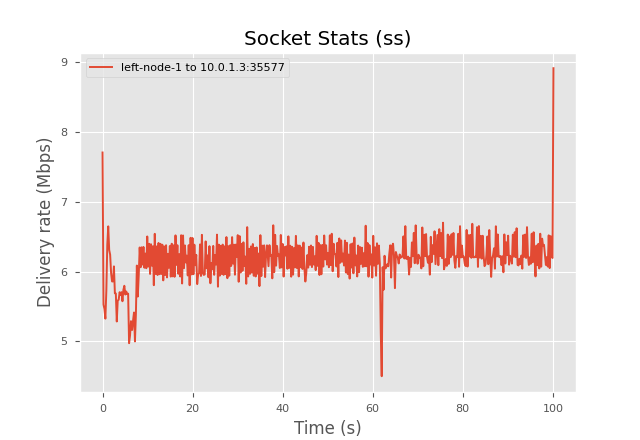 Socket Stats (ss)
left-node-1 to 10.0.1.3:35577
Delivery rate (Mbps)
9
8
7
6
5
0
20
40
60
80
100
Time (s)